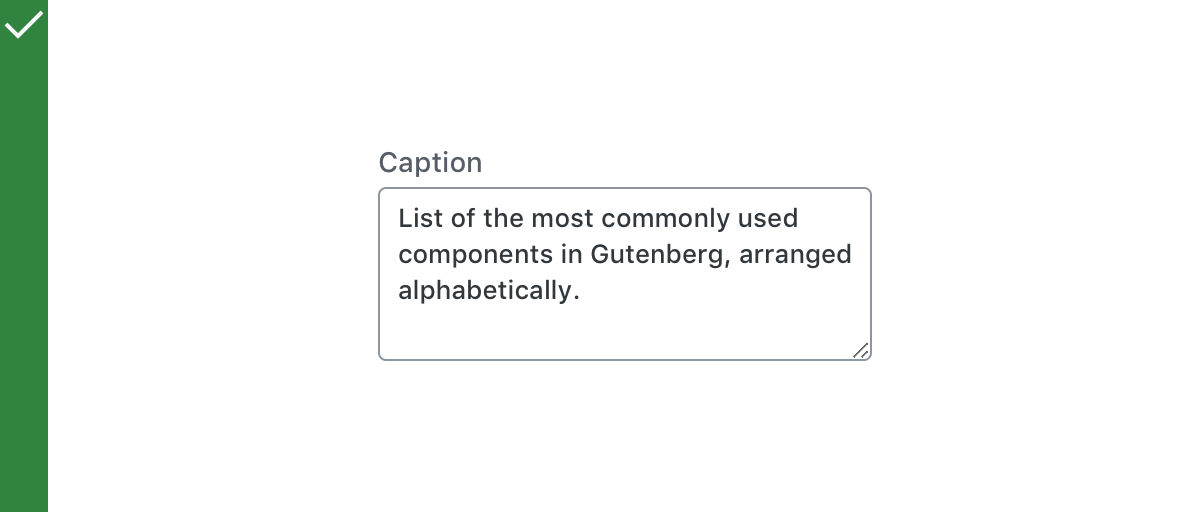 Caption
List of the most commonly used
components in Gutenberg, arranged
alphabetically.